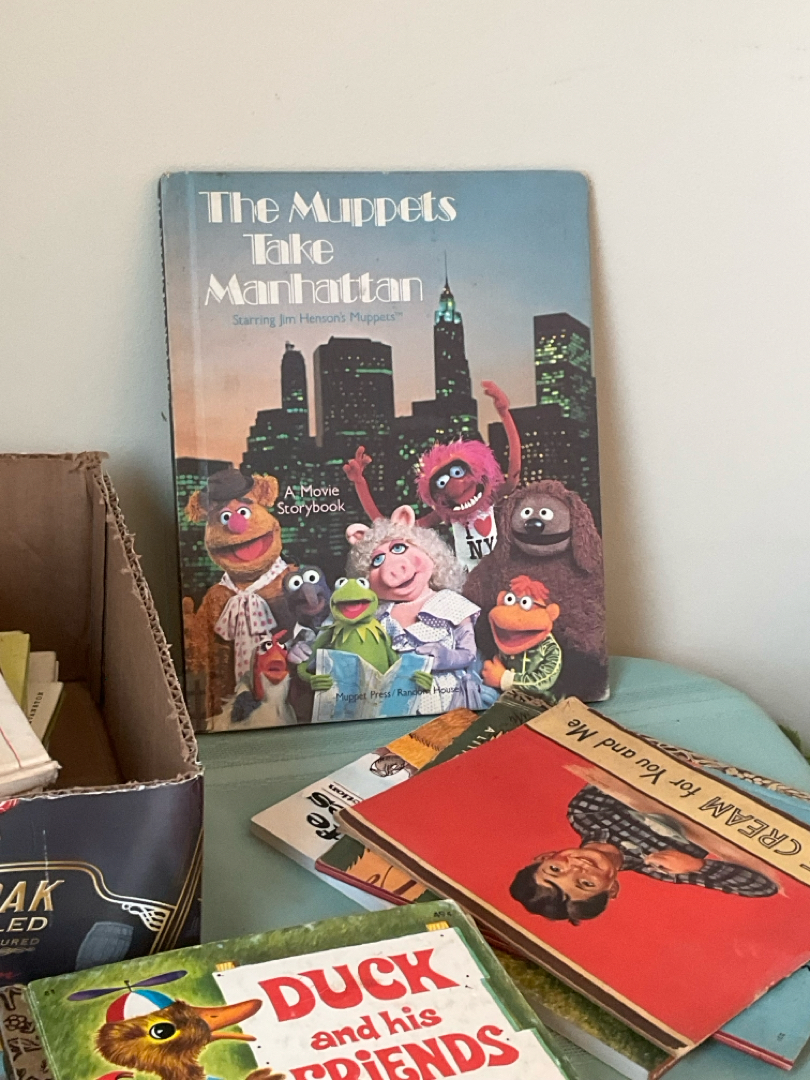 The Muppets
Take
Manhattan
Starring Jim Henson's Muppets™
A Movie
Storybook
I NY
Muppet Press/Random House
CREAM for You and Me
DUCK
and his
FRIENDS